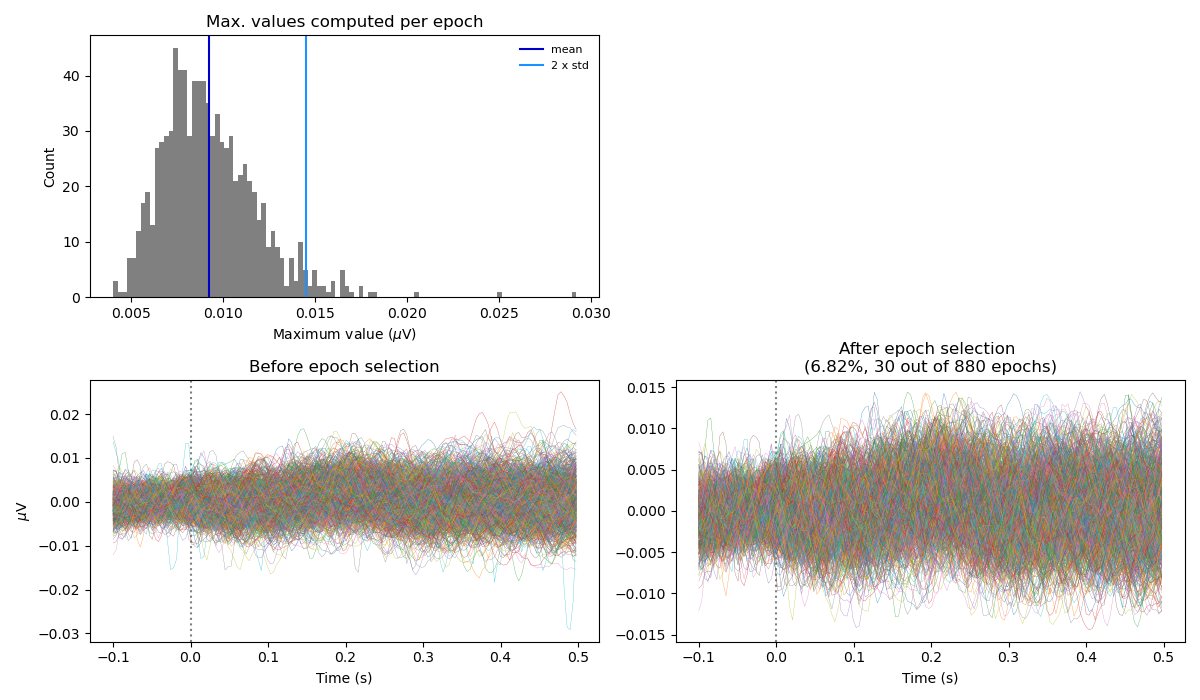 Max. values computed per epoch
mean
2 x std
Count
40
30
20
10
0
0.005 0.010 0.015 0.020 0.025 0.030
Maximum value (μV)
Before epoch selection
μV
0.02
0.01
0.00
−0.01
−0.02
−0.03
−0.1 0.0 0.1 0.2 0.3 0.4 0.5
Time (s)
After epoch selection
(6.82%, 30 out of 880 epochs)
0.015
0.010
0.005
0.000
−0.005
−0.010
−0.015
−0.1 0.0 0.1 0.2 0.3 0.4 0.5
Time (s)